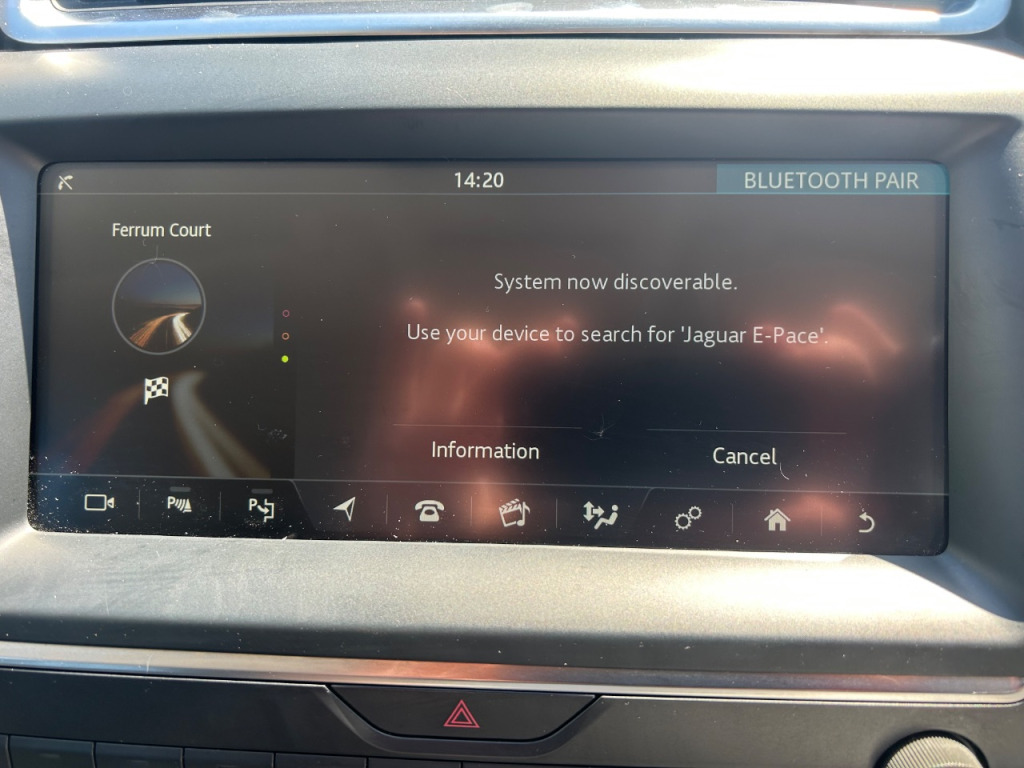 14:20
BLUETOOTH PAIR
Ferrum Court
System now discoverable.
Use your device to search for 'Jaguar E-Pace'.
Information
Cancel
P
P